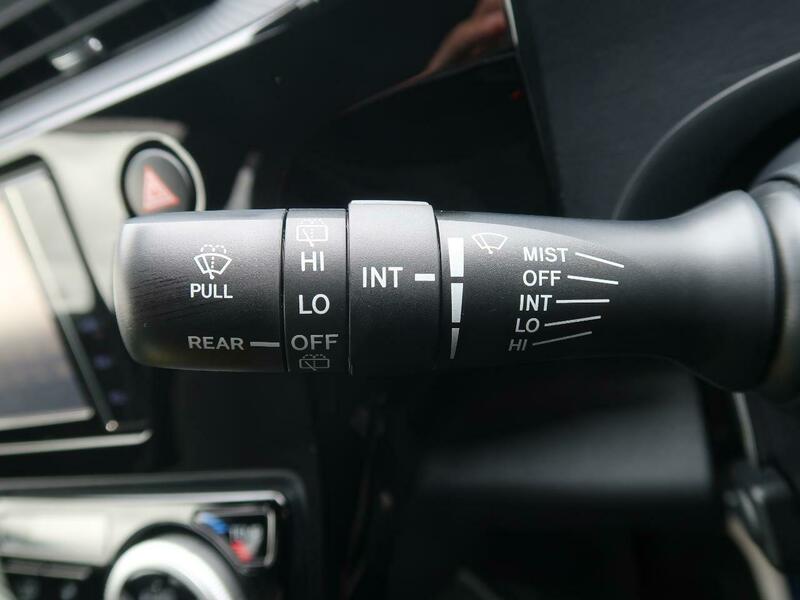 PULL
REAR
HI
LO
OFF
INT
MIST
OFF
INT
LO
HI